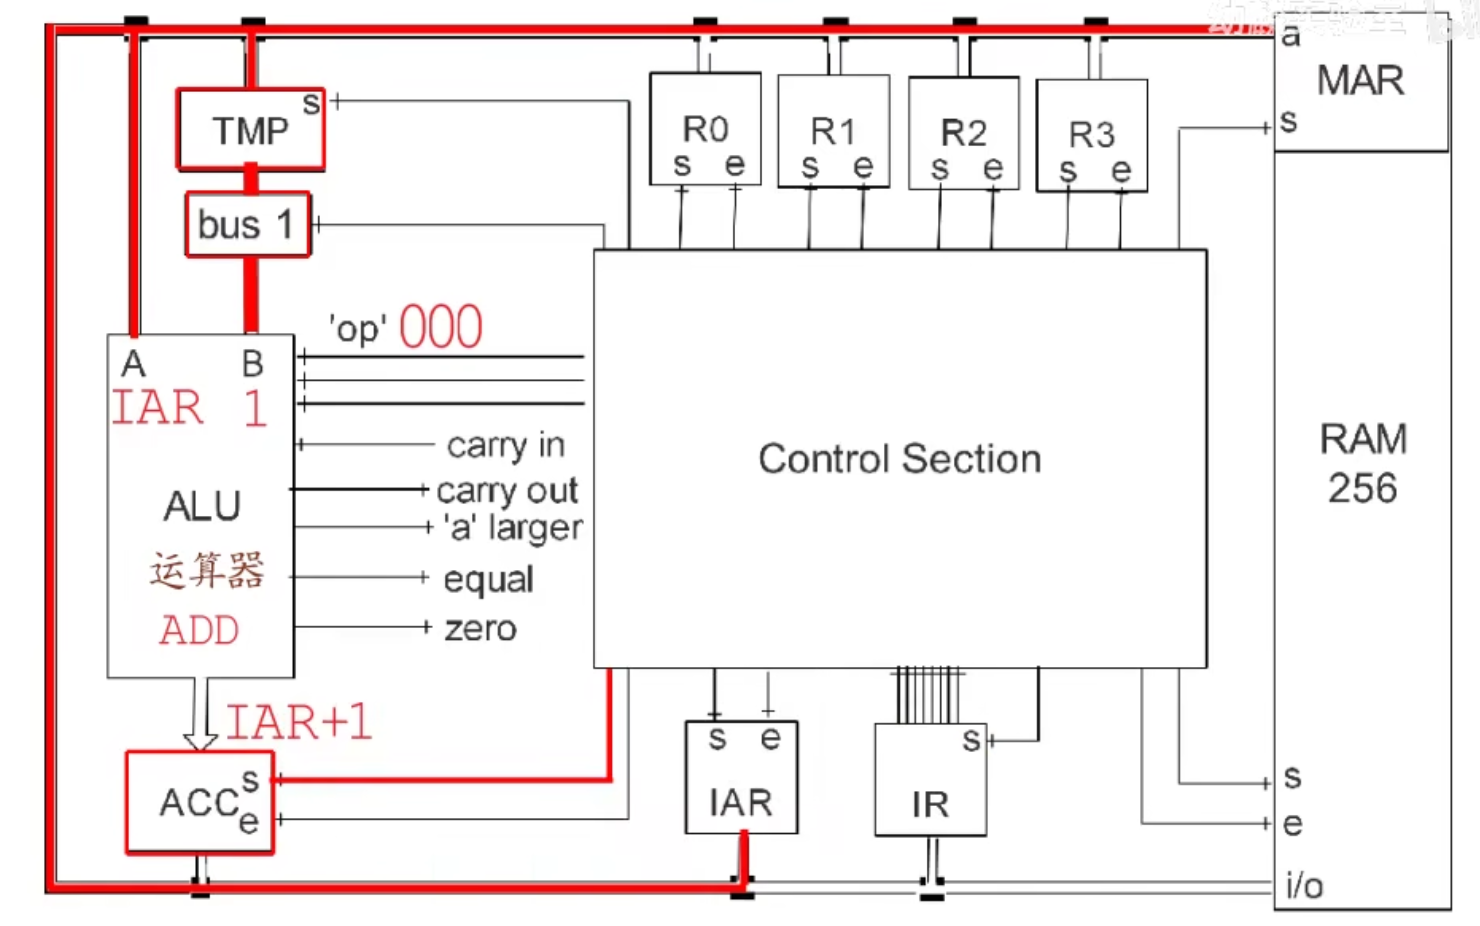 a
MAR
s
TMP
s
R0
s e
R1
s e
R2
s e
R3
s e
bus 1
'op' 000
A B
IAR 1
carry in
carry out
'a' larger
equal
zero
ALU
运算器
ADD
IAR+1
ACC
s
e
Control Section
s e
IAR
s
IR
RAM
256
s
e
i/o